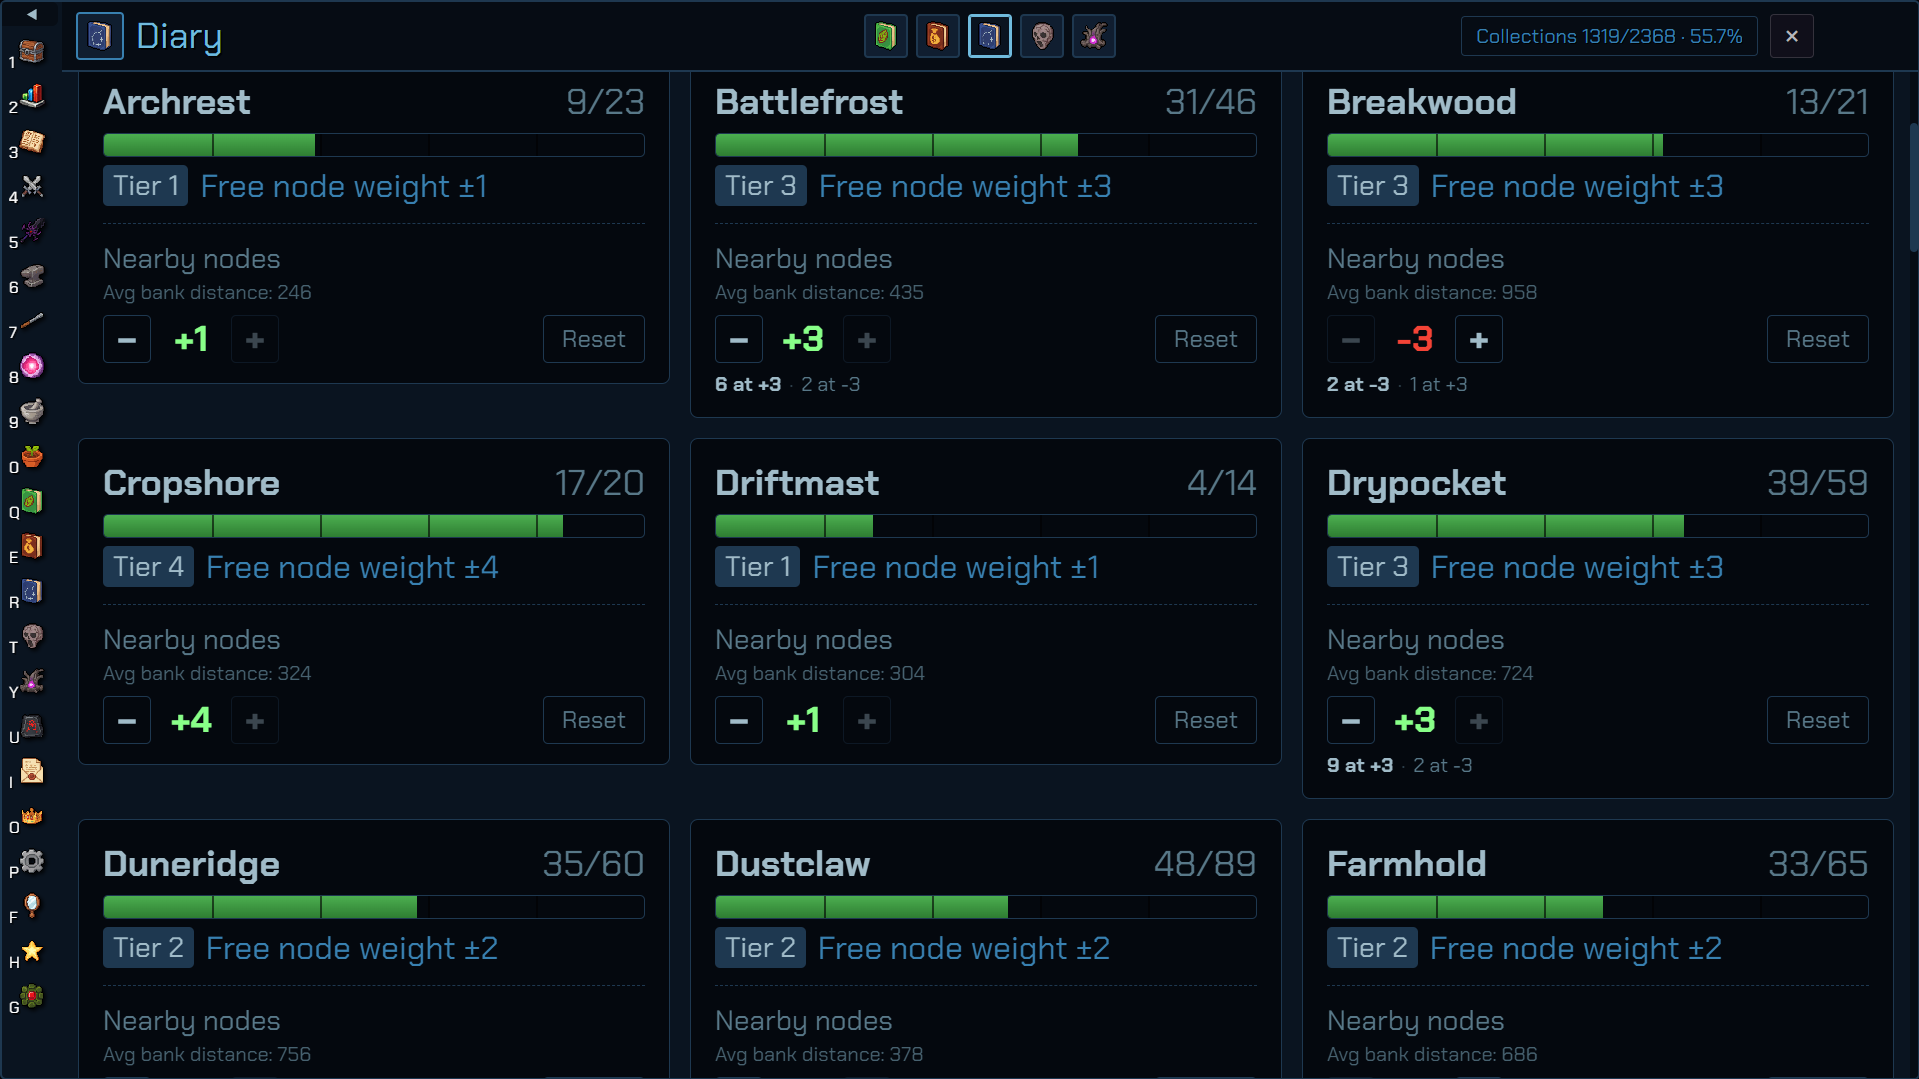 ◀
1
2
3
4
5
6
7
8
9
0
Q
E
R
T
Y
U
I
O
P
F
H
G
Diary
Collections 1319/2368 · 55.7%
×
Archrest 9/23
Tier 1 Free node weight ±1
Nearby nodes
Avg bank distance: 246
− +1 + Reset
Battlefrost 31/46
Tier 3 Free node weight ±3
Nearby nodes
Avg bank distance: 435
− +3 + Reset
6 at +3 · 2 at -3
Breakwood 13/21
Tier 3 Free node weight ±3
Nearby nodes
Avg bank distance: 958
− -3 + Reset
2 at -3 · 1 at +3
Cropshore 17/20
Tier 4 Free node weight ±4
Nearby nodes
Avg bank distance: 324
− +4 + Reset
Driftmast 4/14
Tier 1 Free node weight ±1
Nearby nodes
Avg bank distance: 304
− +1 + Reset
Drypocket 39/59
Tier 3 Free node weight ±3
Nearby nodes
Avg bank distance: 724
− +3 + Reset
9 at +3 · 2 at -3
Duneridge 35/60
Tier 2 Free node weight ±2
Nearby nodes
Avg bank distance: 756
Dustclaw 48/89
Tier 2 Free node weight ±2
Nearby nodes
Avg bank distance: 378
Farmhold 33/65
Tier 2 Free node weight ±2
Nearby nodes
Avg bank distance: 686